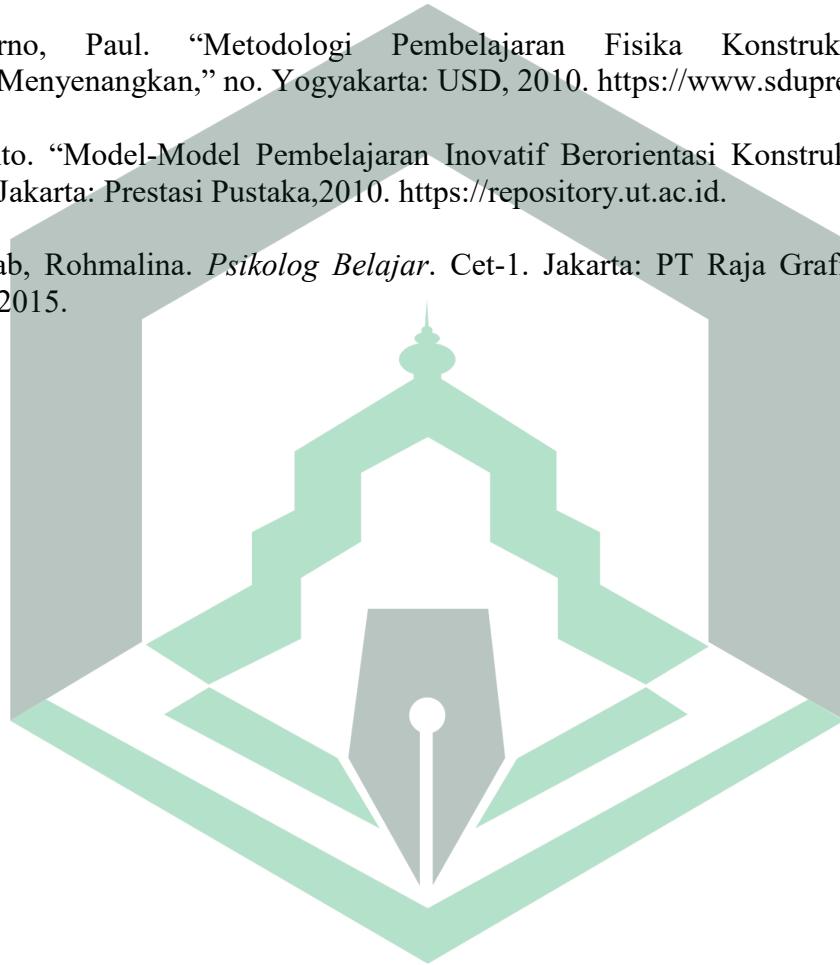 rno, Paul. “Metodologi Pembelajaran Fisika Konstruk
Menyenangkan,” no. Yogyakarta: USD, 2010. https://www.sdupre
to. “Model-Model Pembelajaran Inovatif Berorientasi Konstruk
Jakarta: Prestasi Pustaka,2010. https://repository.ut.ac.id.
ab, Rohmalina. Psikolog Belajar. Cet-1. Jakarta: PT Raja Graf
2015.